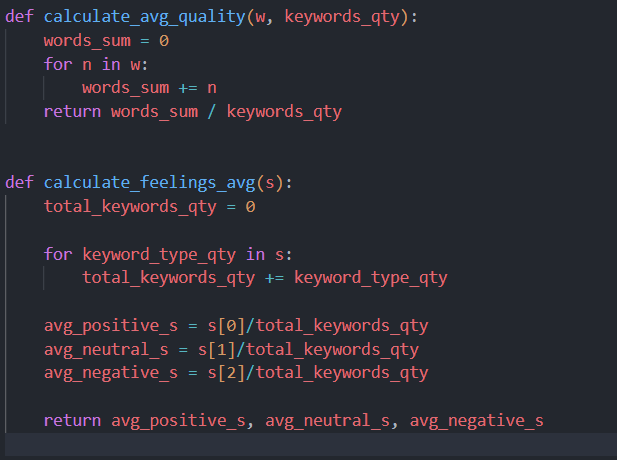 def calculate_avg_quality(w, keywords_qty):
    words_sum = 0
    for n in w:
        words_sum += n
    return words_sum / keywords_qty
def calculate_feelings_avg(s):
    total_keywords_qty = 0
    for keyword_type_qty in s:
        total_keywords_qty += keyword_type_qty
    avg_positive_s = s[0]/total_keywords_qty
    avg_neutral_s = s[1]/total_keywords_qty
    avg_negative_s = s[2]/total_keywords_qty
    return avg_positive_s, avg_neutral_s, avg_negative_s